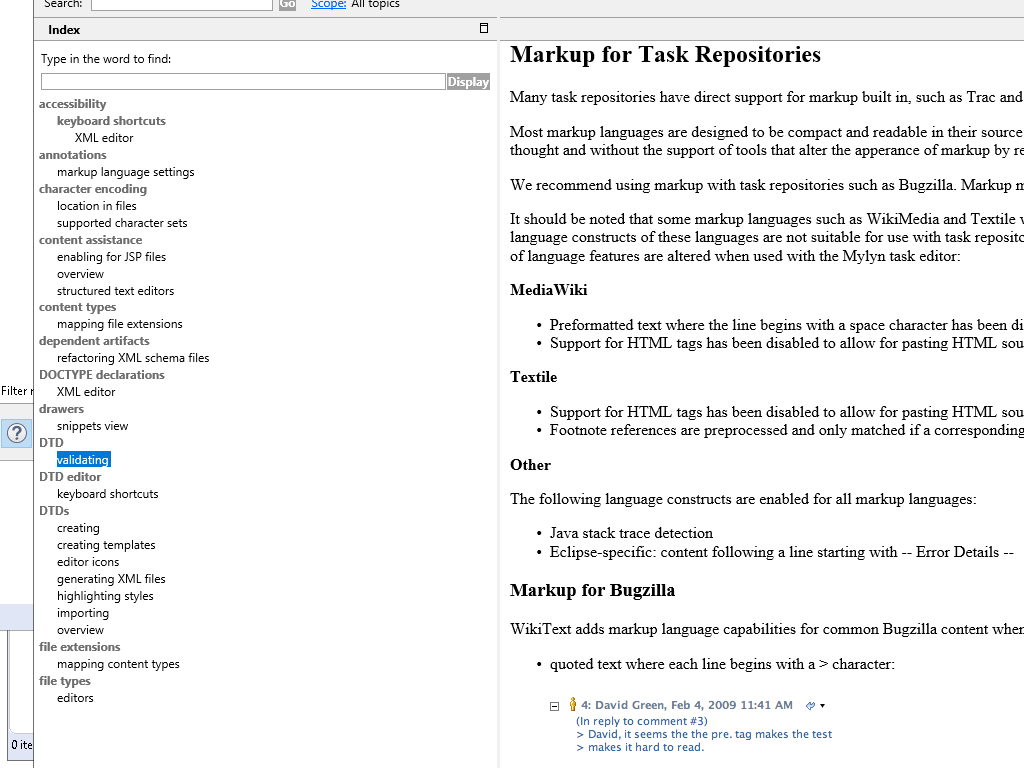 Search:
Go
Scope:
All topics
Index
Type in the word to find:
Display
accessibility
keyboard shortcuts
XML editor
annotations
markup language settings
character encoding
location in files
supported character sets
content assistance
enabling for JSP files
overview
structured text editors
content types
mapping file extensions
dependent artifacts
refactoring XML schema files
DOCTYPE declarations
XML editor
drawers
snippets view
DTD
validating
DTD editor
keyboard shortcuts
DTDs
creating
creating templates
editor icons
generating XML files
highlighting styles
importing
overview
file extensions
mapping content types
file types
editors
Filter
0 ite
Markup for Task Repositories
Many task repositories have direct support for markup built in, such as Trac and
Most markup languages are designed to be compact and readable in their source
thought and without the support of tools that alter the apperance of markup by re
We recommend using markup with task repositories such as Bugzilla. Markup m
It should be noted that some markup languages such as WikiMedia and Textile
language constructs of these languages are not suitable for use with task reposito
of language features are altered when used with the Mylyn task editor:
MediaWiki
• Preformatted text where the line begins with a space character has been di
• Support for HTML tags has been disabled to allow for pasting HTML sou
Textile
• Support for HTML tags has been disabled to allow for pasting HTML sou
• Footnote references are preprocessed and only matched if a corresponding
Other
The following language constructs are enabled for all markup languages:
• Java stack trace detection
• Eclipse-specific: content following a line starting with -- Error Details --
Markup for Bugzilla
WikiText adds markup language capabilities for common Bugzilla content when
• quoted text where each line begins with a > character:
4: David Green, Feb 4, 2009 11:41 AM
(In reply to comment #3)
> David, it seems the the pre. tag makes the test
> makes it hard to read.